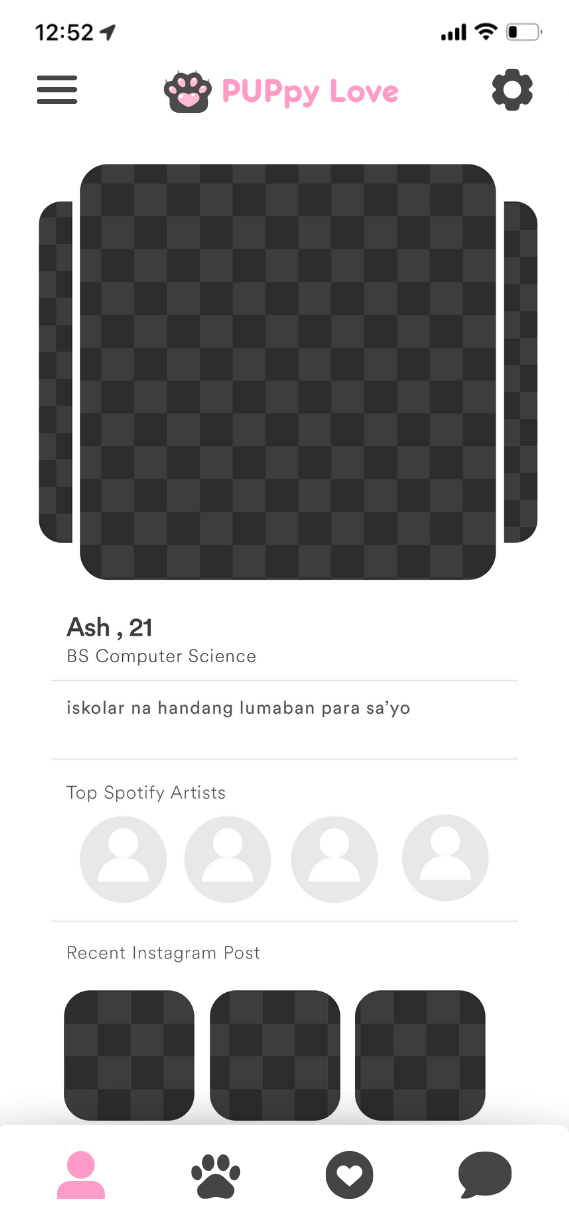 12:52
PUPpy Love
Ash , 21
BS Computer Science
iskolar na handang lumaban para sa’yo
Top Spotify Artists
Recent Instagram Post